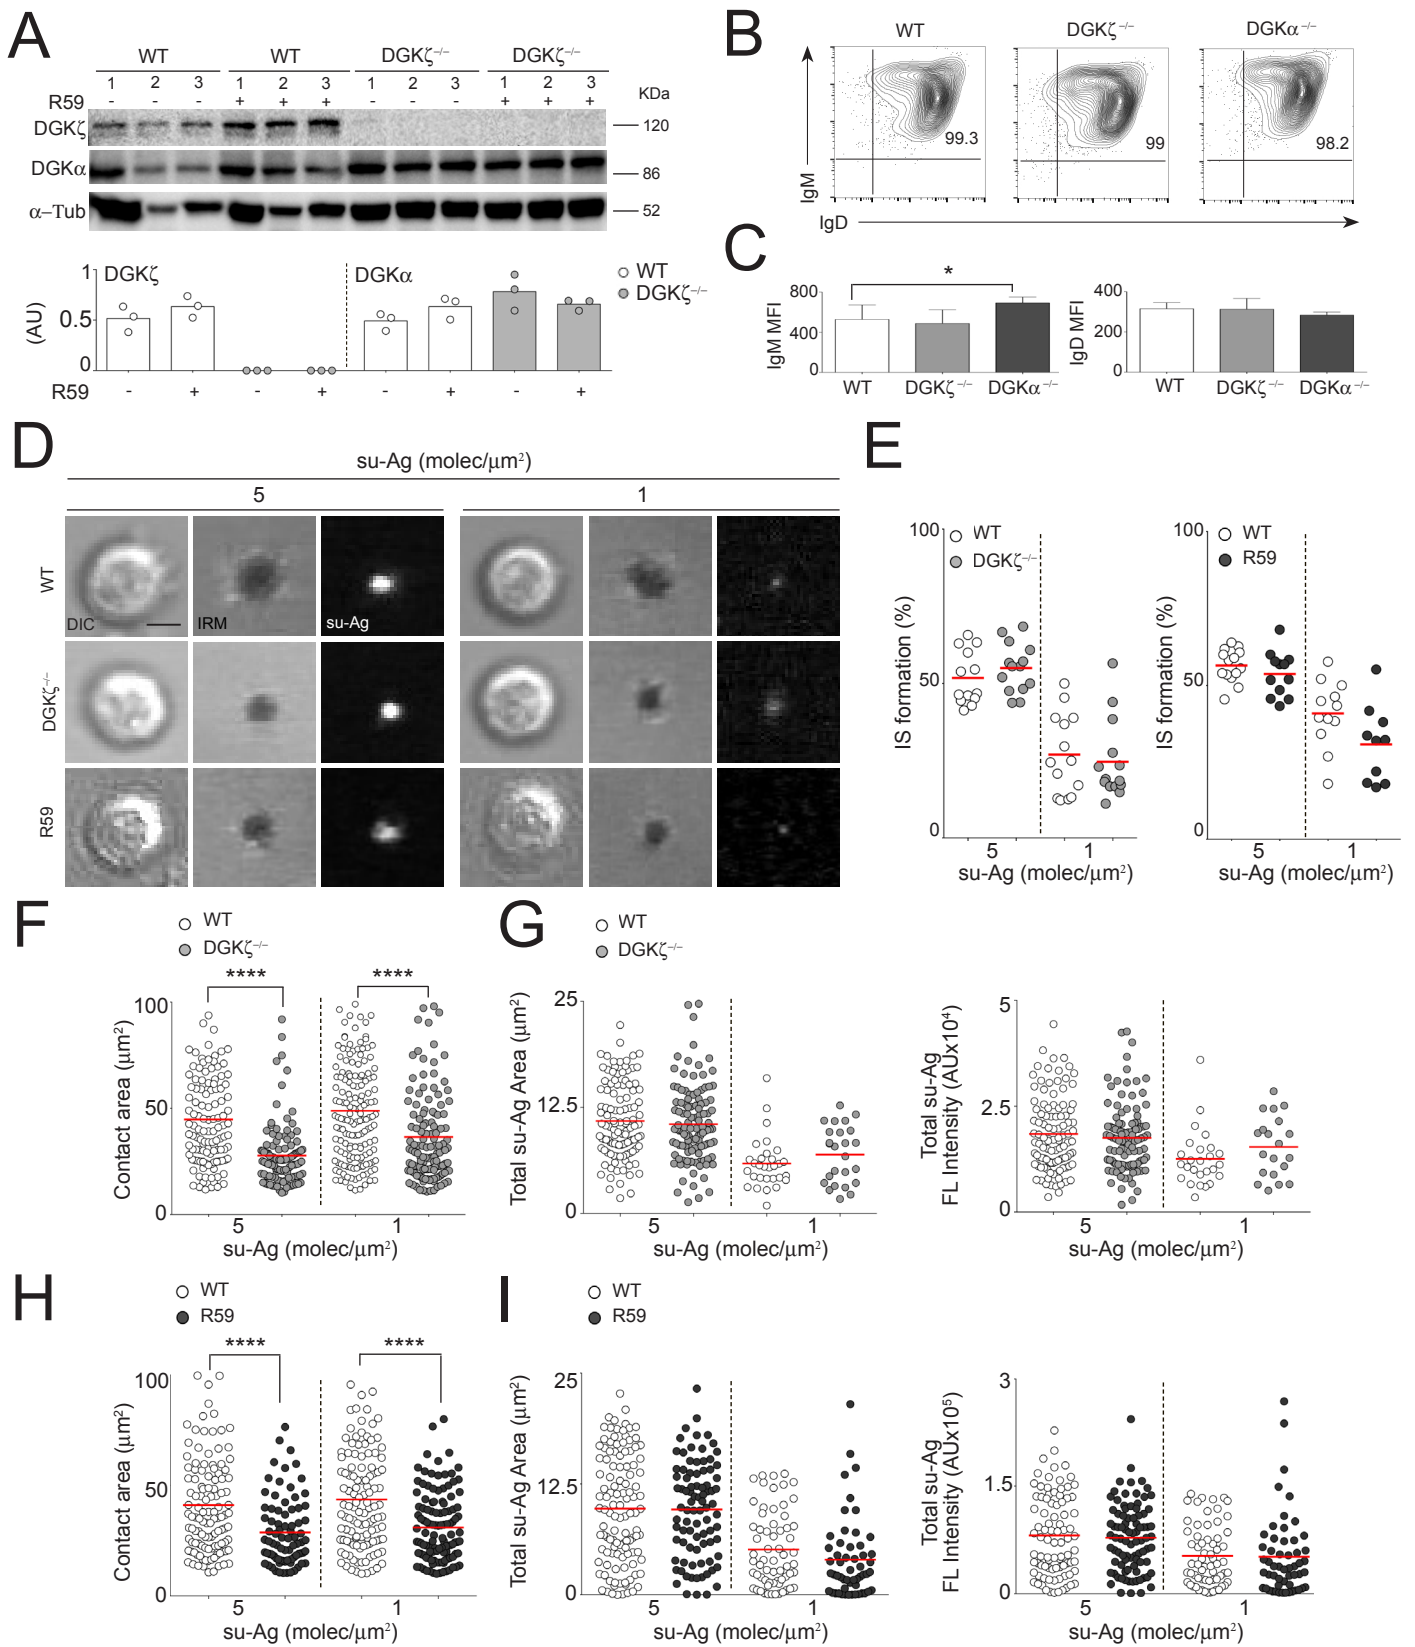 A
WT WT DGKζ–/– DGKζ–/–
1 2 3 1 2 3 1 2 3 1 2 3
KDa
R59 - - - + + + - - - + + +
DGKζ 120
DGKα 86
α–Tub 52
1 DGKζ DGKα WT
DGKζ–/–
(AU)
0.5
0
R59 - + - + - + - +
B
WT DGKζ–/– DGKα–/–
99.3 99 98.2
IgM
IgD
C
*
IgM MFI
800
400
0
WT DGKζ–/– DGKα–/–
IgD MFI
400
200
0
WT DGKζ–/– DGKα–/–
D
su-Ag (molec/μm²)
5 1
WT
DIC IRM su-Ag
DGKζ–/–
R59
E
100 WT
DGKζ–/–
IS formation (%)
50
0
5 1
su-Ag (molec/μm²)
100 WT
R59
IS formation (%)
50
0
5 1
su-Ag (molec/μm²)
F
WT
DGKζ–/–
**** ****
Contact area (μm²)
100
50
0
5 1
su-Ag (molec/μm²)
G
WT
DGKζ–/–
Total su-Ag Area (μm²)
25
12.5
0
5 1
su-Ag (molec/μm²)
Total su-Ag
FL Intensity (AUx10⁴)
5
2.5
0
5 1
su-Ag (molec/μm²)
H
WT
R59
**** ****
Contact area (μm²)
100
50
0
5 1
su-Ag (molec/μm²)
I
WT
R59
Total su-Ag Area (μm²)
25
12.5
0
5 1
su-Ag (molec/μm²)
Total su-Ag
FL Intensity (AUx10⁵)
3
1.5
0
5 1
su-Ag (molec/μm²)